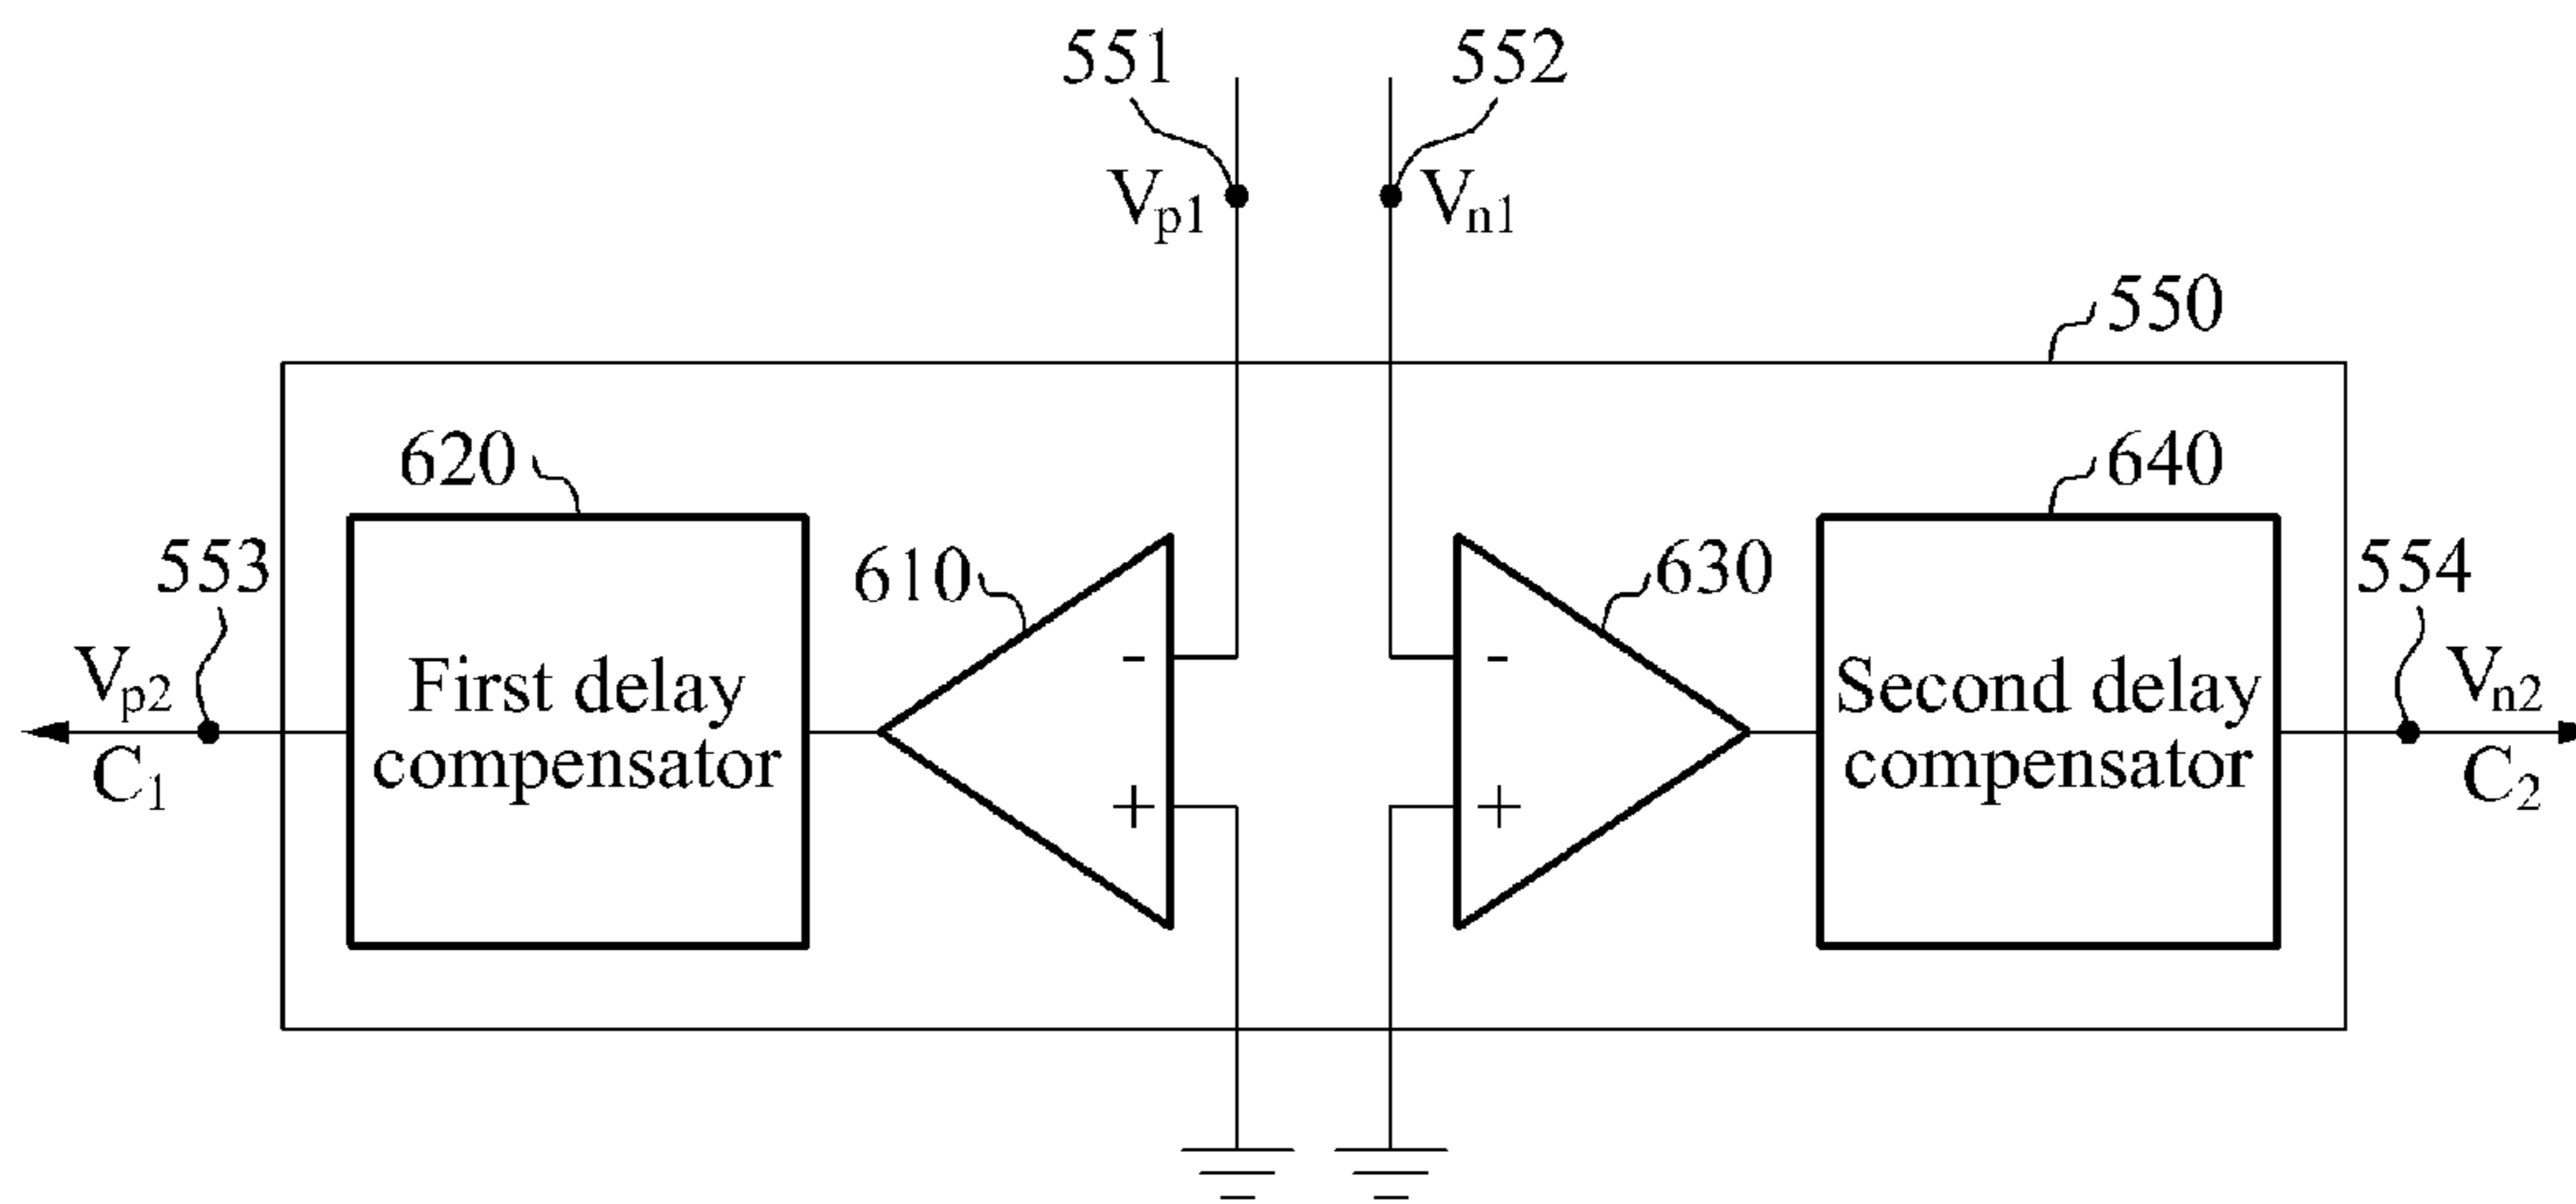 551
552
Vp1
Vn1
550
620
640
553
610
630
554
Vp2
First delay
compensator
-
-
Second delay
compensator
Vn2
C1
+
+
C2